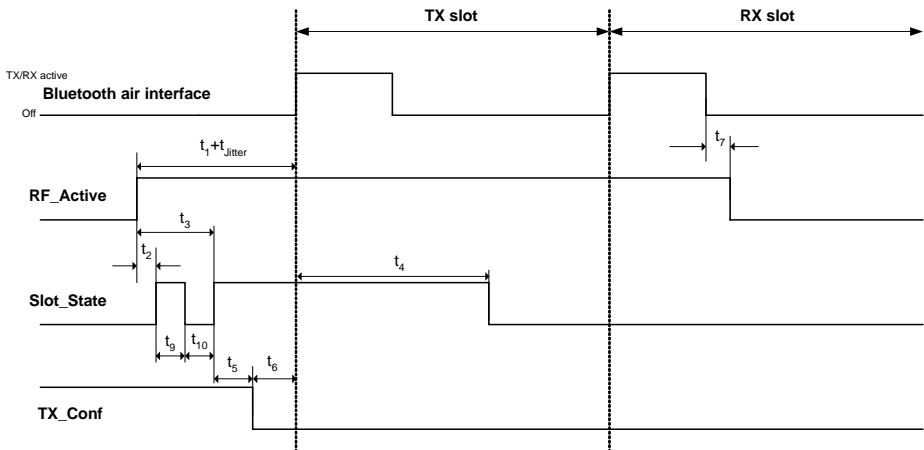 TX slot
RX slot
TX/RX active
Bluetooth air interface
Off
t7
t1+tJitter
RF_Active
t3
t2
t4
Slot_State
t9
t10
t5
t6
TX_Conf